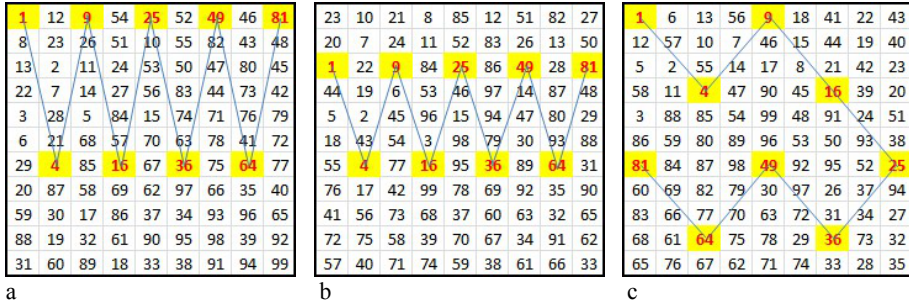 1 12 9 54 25 52 49 46 81
8 23 26 51 10 55 82 43 48
13 2 11 24 53 50 47 80 45
22 7 14 27 56 83 44 73 42
3 28 5 84 15 74 71 76 79
6 21 68 57 70 63 78 41 72
29 4 85 16 67 36 75 64 77
20 87 58 69 62 97 66 35 40
59 30 17 86 37 34 93 96 65
88 19 32 61 90 95 98 39 92
31 60 89 18 33 38 91 94 99
a
23 10 21 8 85 12 51 82 27
20 7 24 11 52 83 26 13 50
1 22 9 84 25 86 49 28 81
44 19 6 53 46 97 14 87 48
5 2 45 96 15 94 47 80 29
18 43 54 3 98 79 30 93 88
55 4 77 16 95 36 89 64 31
76 17 42 99 78 69 92 35 90
41 56 73 68 37 60 63 32 65
72 75 58 39 70 67 34 91 62
57 40 71 74 59 38 61 66 33
b
1 6 13 56 9 18 41 22 43
12 57 10 7 46 15 44 19 40
5 2 55 14 17 8 21 42 23
58 11 4 47 90 45 16 39 20
3 88 85 54 99 48 91 24 51
86 59 80 89 96 53 50 93 38
81 84 87 98 49 92 95 52 25
60 69 82 79 30 97 26 37 94
83 66 77 70 63 72 31 34 27
68 61 64 75 78 29 36 73 32
65 76 67 62 71 74 33 28 35
c